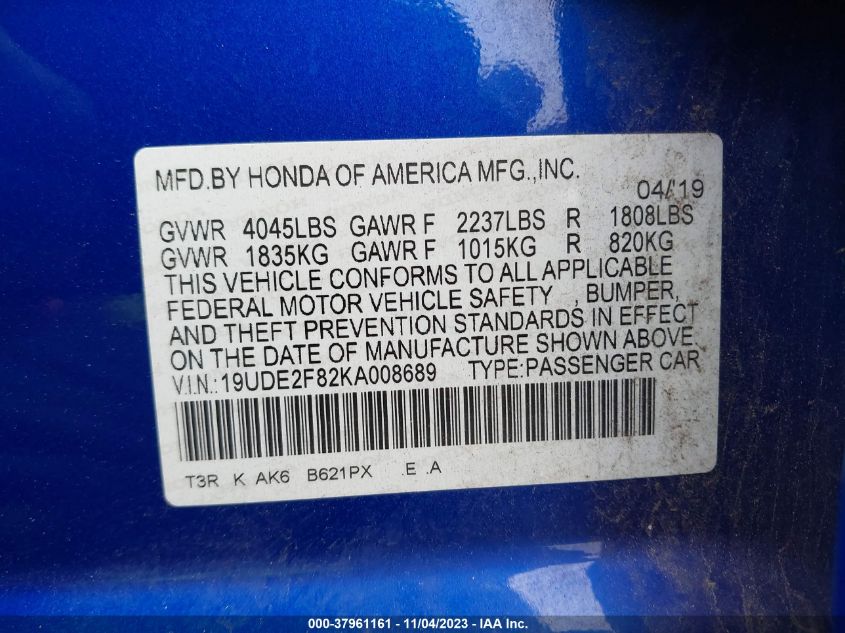 MFD.BY HONDA OF AMERICA MFG.,INC. 04/'19
GVWR 4045LBS GAWR F 2237LBS R 1808LBS
GVWR 1835KG GAWR F 1015KG R 820KG
THIS VEHICLE CONFORMS TO ALL APPLICABLE
FEDERAL MOTOR VEHICLE SAFETY , BUMPER,
AND THEFT PREVENTION STANDARDS IN EFFECT
ON THE DATE OF MANUFACTURE SHOWN ABOVE.
V.I.N.:19UDE2F82KA008689 TYPE:PASSENGER CAR
T3R K AK6 B621PX .E .A
000-37961161 - 11/04/2023 - IAA Inc.